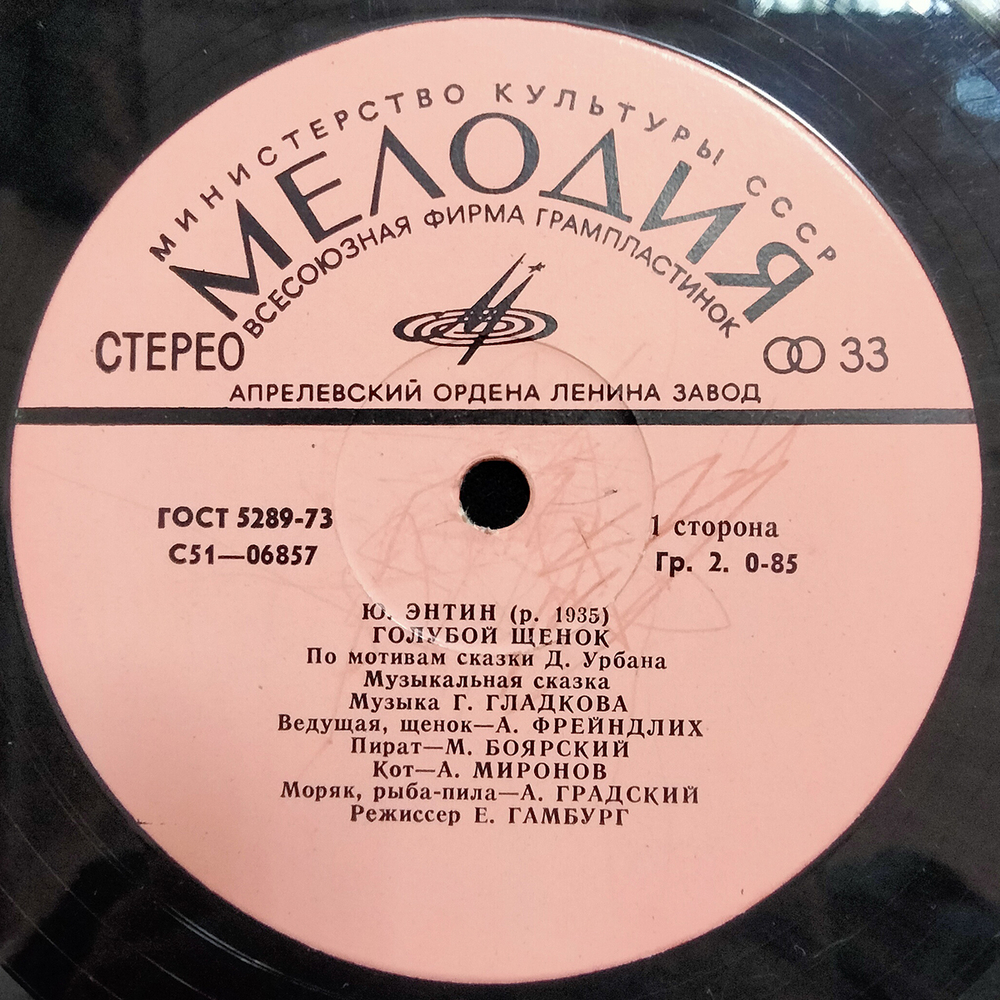 МИНИСТЕРСТВО КУЛЬТУРЫ СССР
МЕЛОДИЯ
ВСЕСОЮЗНАЯ ФИРМА ГРАМПЛАСТИНОК
СТЕРЕО
33
АПРЕЛЕВСКИЙ ОРДЕНА ЛЕНИНА ЗАВОД
ГОСТ 5289-73
С51—06857
1 сторона
Гр. 2. 0-85
Ю. ЭНТИН (р. 1935)
ГОЛУБОЙ ЩЕНОК
По мотивам сказки Д. Урбана
Музыкальная сказка
Музыка Г. ГЛАДКОВА
Ведущая, щенок—А. ФРЕЙНДЛИХ
Пират—М. БОЯРСКИЙ
Кот—А. МИРОНОВ
Моряк, рыба-пила—А. ГРАДСКИЙ
Режиссер Е. ГАМБУРГ